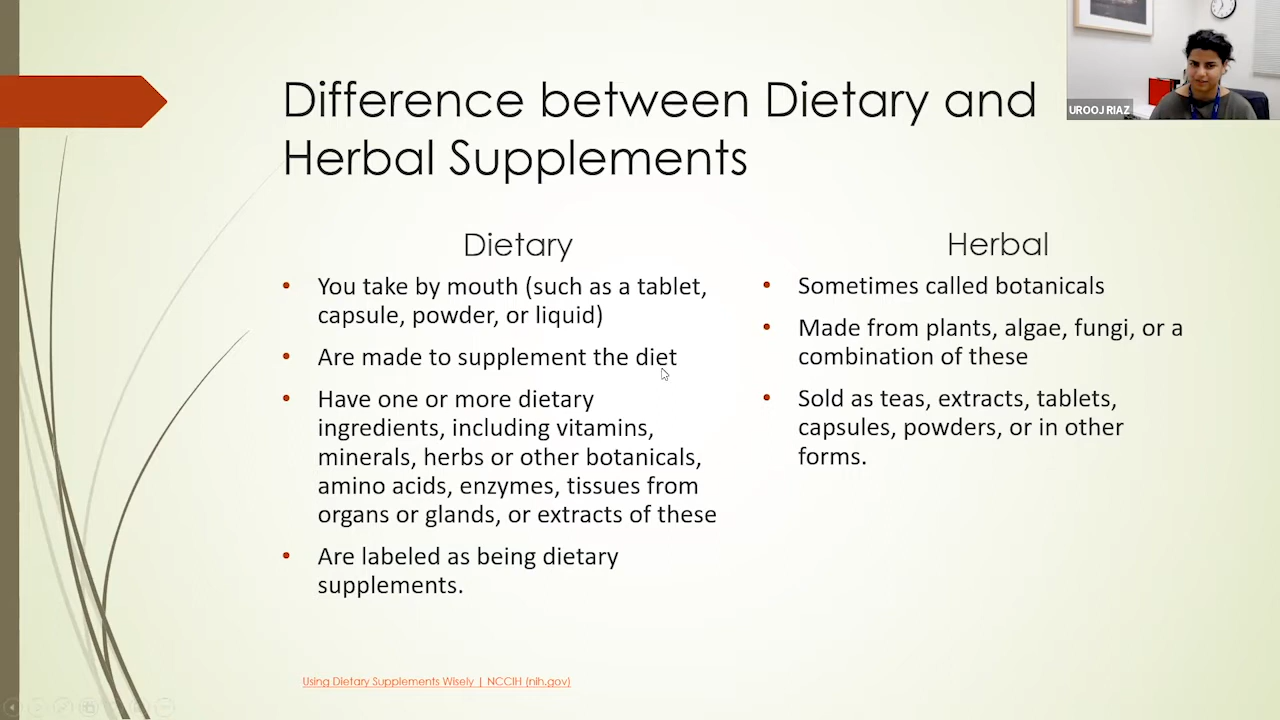 Difference between Dietary and
Herbal Supplements
UROOJ RIAZ
Dietary
• You take by mouth (such as a tablet,
capsule, powder, or liquid)
• Are made to supplement the diet
• Have one or more dietary
ingredients, including vitamins,
minerals, herbs or other botanicals,
amino acids, enzymes, tissues from
organs or glands, or extracts of these
• Are labeled as being dietary
supplements.
Herbal
• Sometimes called botanicals
• Made from plants, algae, fungi, or a
combination of these
• Sold as teas, extracts, tablets,
capsules, powders, or in other
forms.
Using Dietary Supplements Wisely | NCCIH (nih.gov)